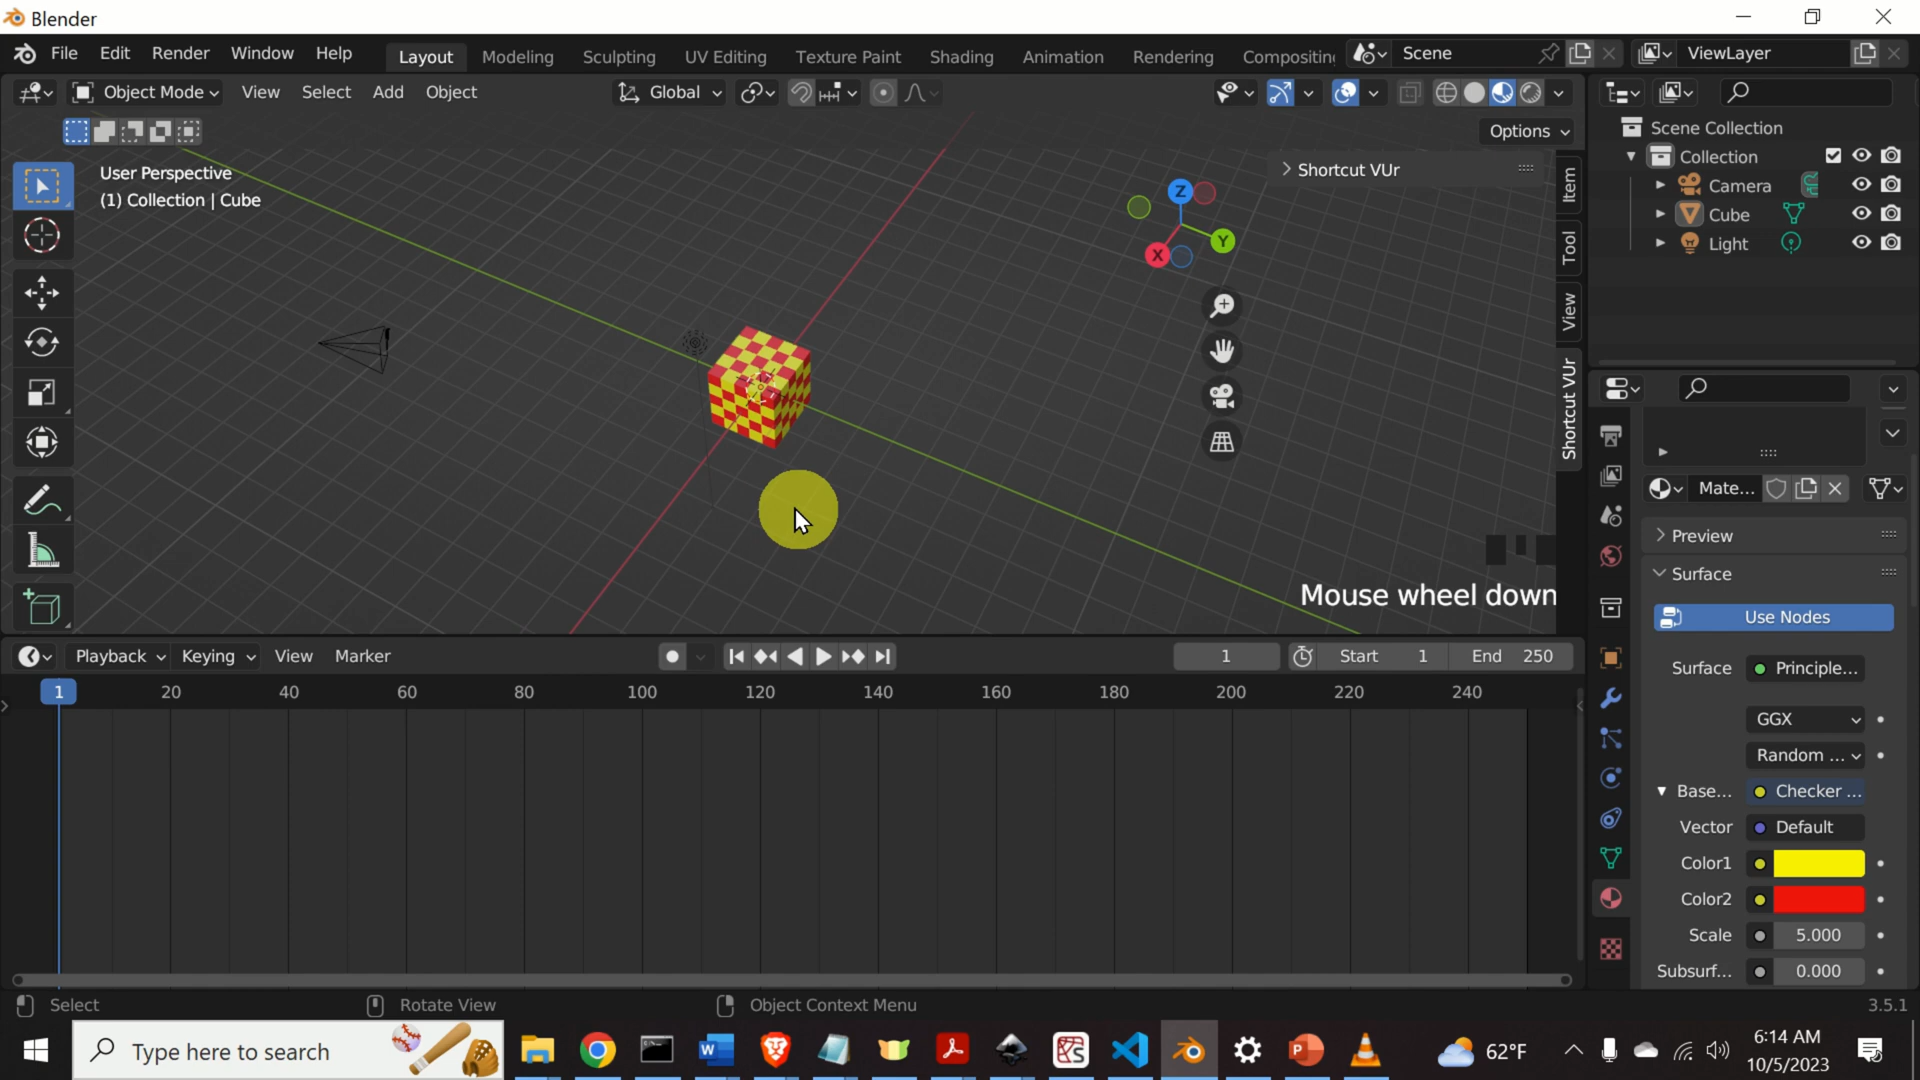 Blender
File Edit Render Window Help Layout Modeling Sculpting UV Editing Texture Paint Shading Animation Rendering Compositing Scene ViewLayer
Object Mode View Select Add Object Global
Options
User Perspective
(1) Collection | Cube
Shortcut VUr
Z
Y
X
Item
Tool
View
Shortcut VUr
Mouse wheel down
Scene Collection
Collection
Camera
Cube
Light
Mate...
Preview
Surface
Use Nodes
Surface Principle...
GGX
Random ...
Base... Checker ...
Vector Default
Color1
Color2
Scale 5.000
Subsurf... 0.000
Playback Keying View Marker 1 Start 1 End 250
1 20 40 60 80 100 120 140 160 180 200 220 240
Select Rotate View Object Context Menu 3.5.1
Type here to search 62°F 6:14 AM
10/5/2023